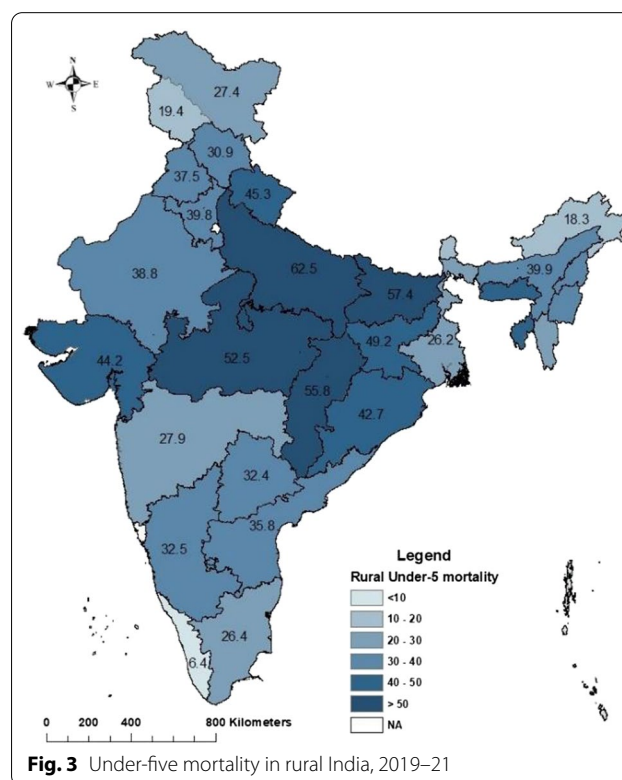 N
W E
S
27.4
19.4
30.9
37.5
45.3
39.8
18.3
62.5
39.9
38.8
57.4
49.2
26.2
44.2
52.5
55.8
42.7
27.9
32.4
35.8
32.5
26.4
6.4
Legend
Rural Under-5 mortality
<10
10 - 20
20 - 30
30 - 40
40 - 50
> 50
NA
0 200 400 800 Kilometers
Fig. 3 Under-five mortality in rural India, 2019–21